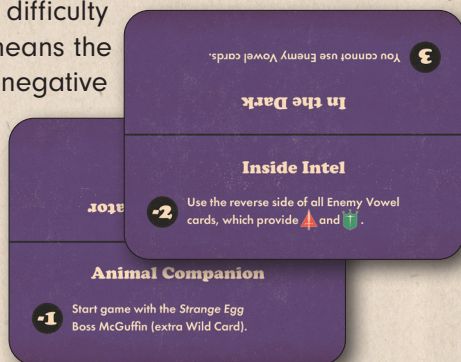 difficulty
neans the
negative
You cannot use Enemy Vowel cards.
3
In the Dark
Inside Intel
-2
Use the reverse side of all Enemy Vowel
cards, which provide and .
ator
Animal Companion
-1
Start game with the Strange Egg
Boss McGuffin (extra Wild Card).